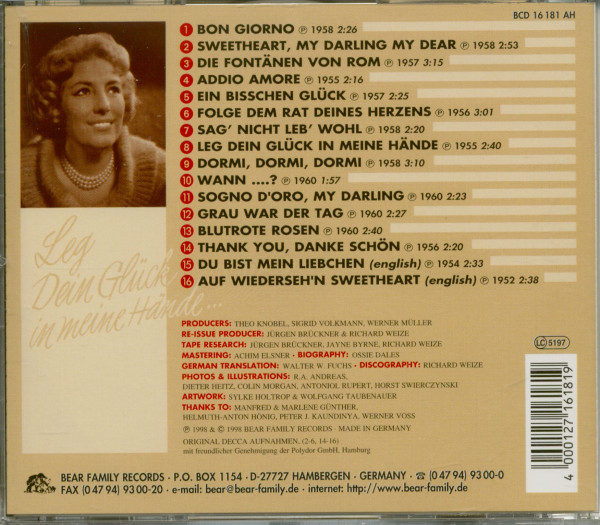 BCD 16 181 AH
1 BON GIORNO ℗ 1958 2:26
2 SWEETHEART, MY DARLING MY DEAR ℗ 1958 2:53
3 DIE FONTÄNEN VON ROM ℗ 1957 3:15
4 ADDIO AMORE ℗ 1955 2:16
5 EIN BISSCHEN GLÜCK ℗ 1957 2:25
6 FOLGE DEM RAT DEINES HERZENS ℗ 1956 3:01
7 SAG' NICHT LEB' WOHL ℗ 1958 2:20
8 LEG DEIN GLÜCK IN MEINE HÄNDE ℗ 1955 2:40
9 DORMI, DORMI, DORMI ℗ 1958 3:10
10 WANN ....? ℗ 1960 1:57
11 SOGNO D'ORO, MY DARLING ℗ 1960 2:23
12 GRAU WAR DER TAG ℗ 1960 2:27
13 BLUTROTE ROSEN ℗ 1960 2:40
14 THANK YOU, DANKE SCHÖN ℗ 1956 2:20
15 DU BIST MEIN LIEBCHEN (english) ℗ 1954 2:33
16 AUF WIEDERSEH'N SWEETHEART (english) ℗ 1952 2:38
Leg
Dein Glück
in meine Hände...
PRODUCERS: THEO KNOBEL, SIGRID VOLKMANN, WERNER MÜLLER
RE-ISSUE PRODUCER: JÜRGEN BRÜCKNER & RICHARD WEIZE
TAPE RESEARCH: JÜRGEN BRÜCKNER, JAYNE BYRNE, RICHARD WEIZE
MASTERING: ACHIM ELSNER • BIOGRAPHY: OSSIE DALES
GERMAN TRANSLATION: WALTER W. FUCHS • DISCOGRAPHY: RICHARD WEIZE
PHOTOS & ILLUSTRATIONS: R.A. ANDREAS,
DIETER HEITZ, COLIN MORGAN, ANTONIOL RUPERT, HORST SWIERCZYNSKI
ARTWORK: SYLKE HOLTROP & WOLFGANG TAUBENAUER
THANKS TO: MANFRED & MARLENE GÜNTHER,
HELMUTH-ANTON HÖNIG, PETER J. KAUNDINYA, WERNER VOSS
℗ 1998 & © 1998 BEAR FAMILY RECORDS · MADE IN GERMANY
ORIGINAL DECCA AUFNAHMEN, (2-6, 14-16)
mit freundlicher Genehmigung der Polydor GmbH, Hamburg
LC 5197
4 000127 161819
BEAR FAMILY RECORDS · P.O. BOX 1154 · D-27727 HAMBERGEN · GERMANY · ☎ (0 47 94) 93 00-0
FAX (0 47 94) 93 00-20 · e-mail: bear@bear-family.de · internet: http://www.bear-family.de